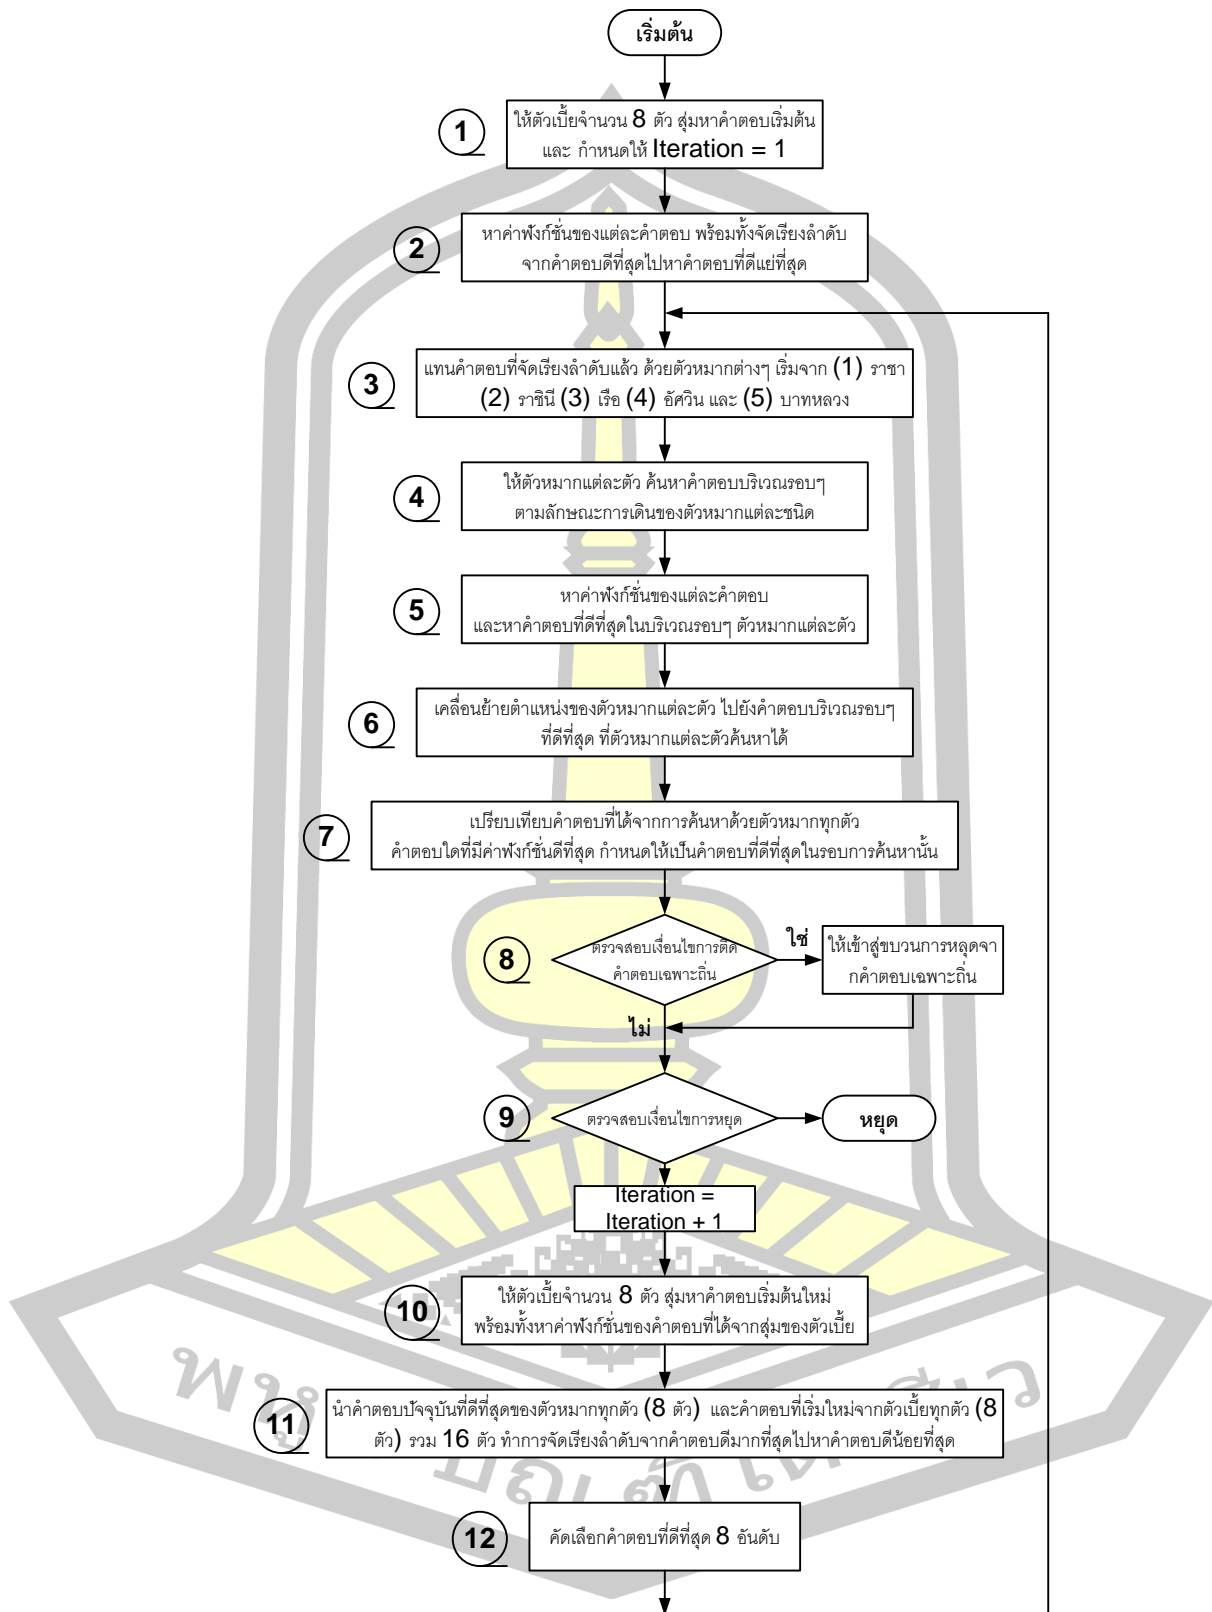 เริ่มต้น
1
ให้ตัวเบี้ยจำนวน 8 ตัว สุ่มหาคำตอบเริ่มต้น
และ กำหนดให้ Iteration = 1
2
หาค่าฟังก์ชั่นของแต่ละคำตอบ พร้อมทั้งจัดเรียงลำดับ
จากคำตอบดีที่สุดไปหาคำตอบที่ดีแย่ที่สุด
3
แทนคำตอบที่จัดเรียงลำดับแล้ว ด้วยตัวหมากต่างๆ เริ่มจาก (1) ราชา
(2) ราชินี (3) เรือ (4) อัศวิน และ (5) บาทหลวง
4
ให้ตัวหมากแต่ละตัว ค้นหาคำตอบบริเวณรอบๆ
ตามลักษณะการเดินของตัวหมากแต่ละชนิด
5
หาค่าฟังก์ชั่นของแต่ละคำตอบ
และหาคำตอบที่ดีที่สุดในบริเวณรอบๆ ตัวหมากแต่ละตัว
6
เคลื่อนย้ายตำแหน่งของตัวหมากแต่ละตัว ไปยังคำตอบบริเวณรอบๆ
ที่ดีที่สุด ที่ตัวหมากแต่ละตัวค้นหาได้
7
เปรียบเทียบคำตอบที่ได้จากการค้นหาด้วยตัวหมากทุกตัว
คำตอบใดที่มีค่าฟังก์ชั่นดีที่สุด กำหนดให้เป็นคำตอบที่ดีที่สุดในรอบการค้นหานั้น
8
ตรวจสอบเงื่อนไขการติด
คำตอบเฉพาะถิ่น
ใช่
ให้เข้าสู่ขบวนการหลุดจา
กคำตอบเฉพาะถิ่น
ไม่
9
ตรวจสอบเงื่อนไขการหยุด
หยุด
Iteration =
Iteration + 1
10
ให้ตัวเบี้ยจำนวน 8 ตัว สุ่มหาคำตอบเริ่มต้นใหม่
พร้อมทั้งหาค่าฟังก์ชั่นของคำตอบที่ได้จากสุ่มของตัวเบี้ย
11
นำคำตอบปัจจุบันที่ดีที่สุดของตัวหมากทุกตัว (8 ตัว) และคำตอบที่เริ่มใหม่จากตัวเบี้ยทุกตัว (8
ตัว) รวม 16 ตัว ทำการจัดเรียงลำดับจากคำตอบดีมากที่สุดไปหาคำตอบดีน้อยที่สุด
12
คัดเลือกคำตอบที่ดีที่สุด 8 อันดับ